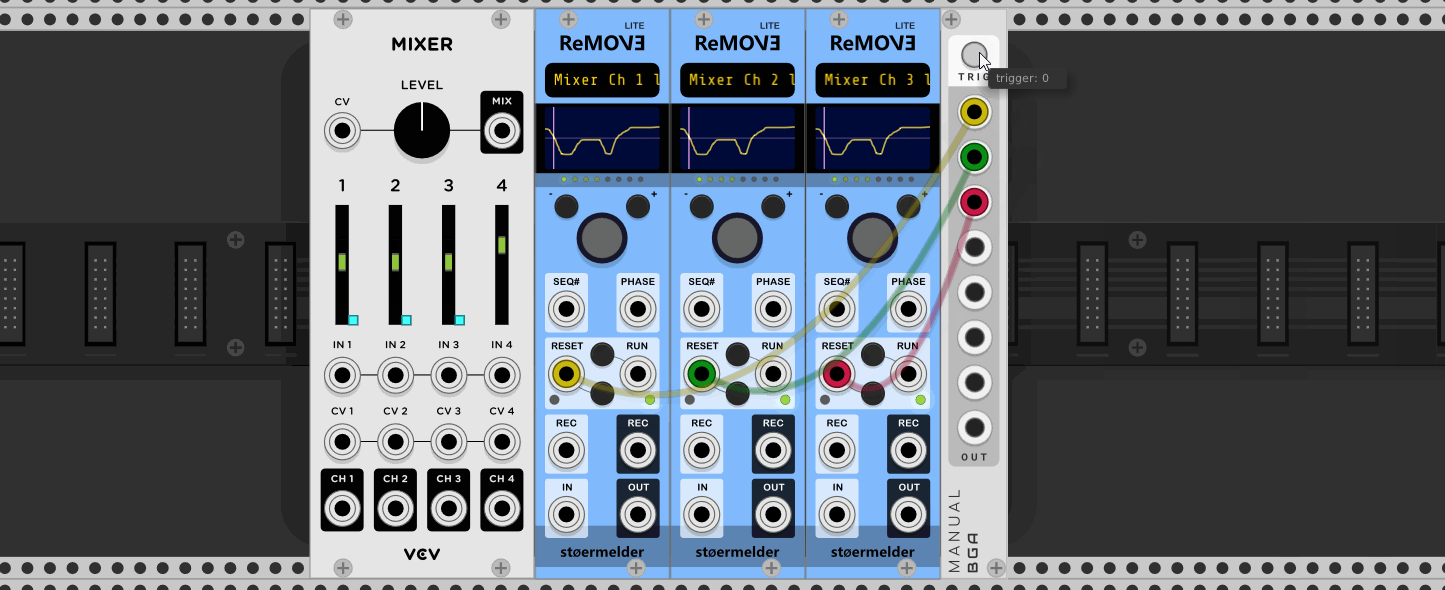 MIXER
LEVEL
CV
MIX
1 2 3 4
IN 1 IN 2 IN 3 IN 4
CV 1 CV 2 CV 3 CV 4
CH 1 CH 2 CH 3 CH 4
VCV
LITE
ReMOVE
Mixer Ch 1 l
- +
SEQ# PHASE
RESET RUN
REC REC
IN OUT
støermelder
LITE
ReMOVE
Mixer Ch 2 l
- +
SEQ# PHASE
RESET RUN
REC REC
IN OUT
støermelder
LITE
ReMOVE
Mixer Ch 3 l
- +
SEQ# PHASE
RESET RUN
REC REC
IN OUT
støermelder
TRIG
trigger: 0
OUT
MANUAL
BGA